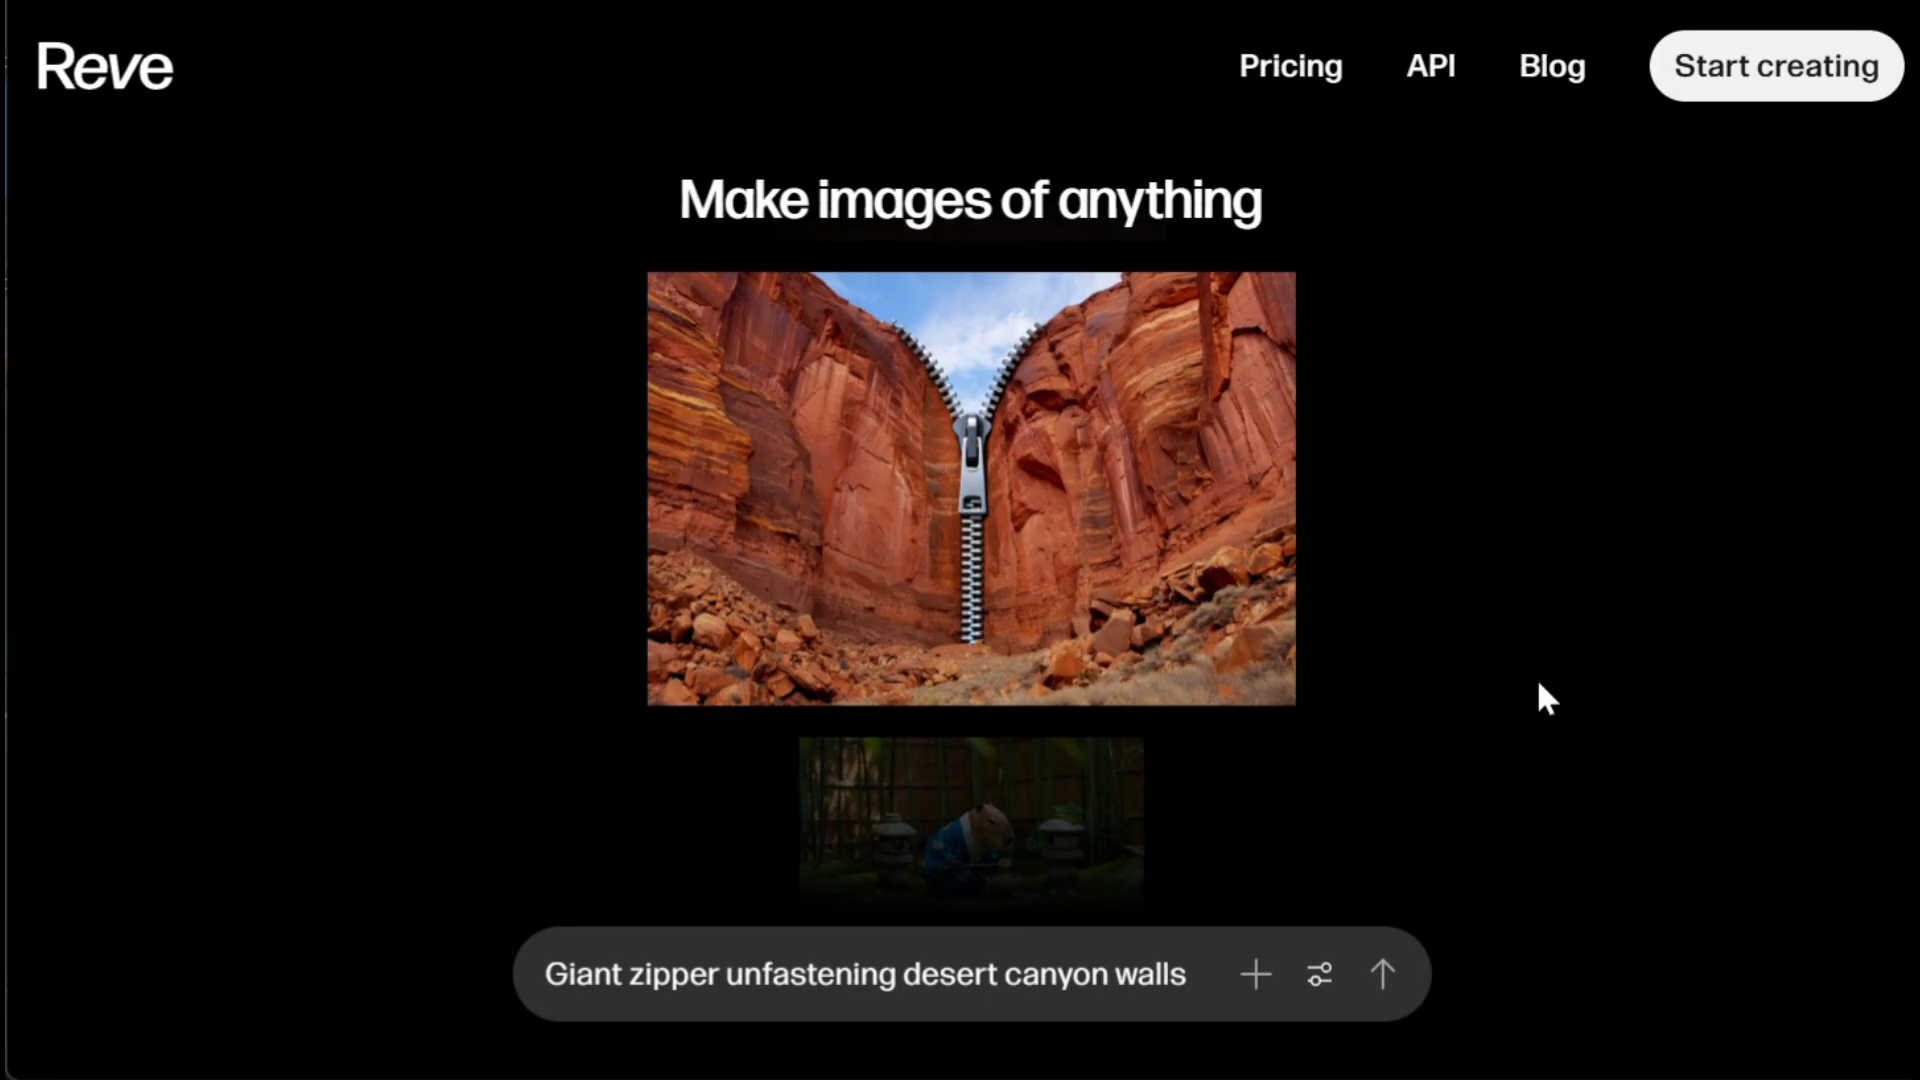 Reve
Pricing
API
Blog
Start creating
Make images of anything
Giant zipper unfastening desert canyon walls